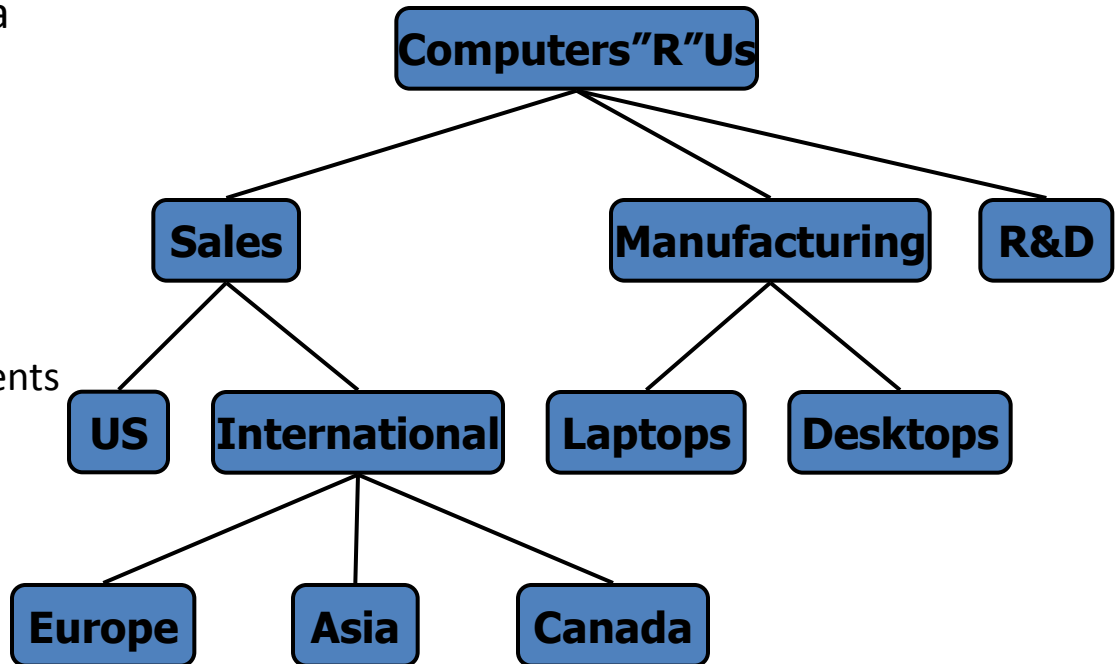 a
Computers”R”Us
Sales
Manufacturing
R&D
ents
US
International
Laptops
Desktops
Europe
Asia
Canada